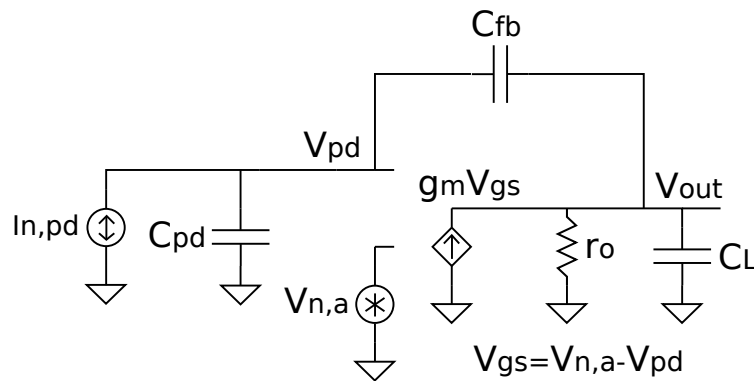 Cfb
Vpd
gmVgs
Vout
In,pd
Cpd
ro
CL
Vn,a
Vgs=Vn,a-Vpd